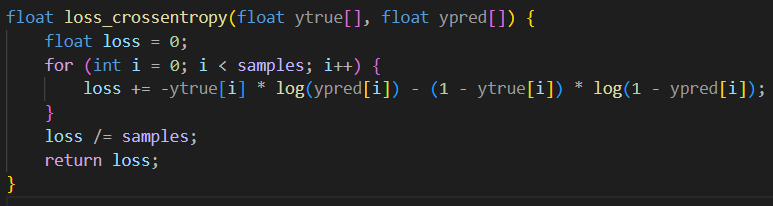 float loss_crossentropy(float ytrue[], float ypred[]) {
    float loss = 0;
    for (int i = 0; i < samples; i++) {
        loss += -ytrue[i] * log(ypred[i]) - (1 - ytrue[i]) * log(1 - ypred[i]);
    }
    loss /= samples;
    return loss;
}